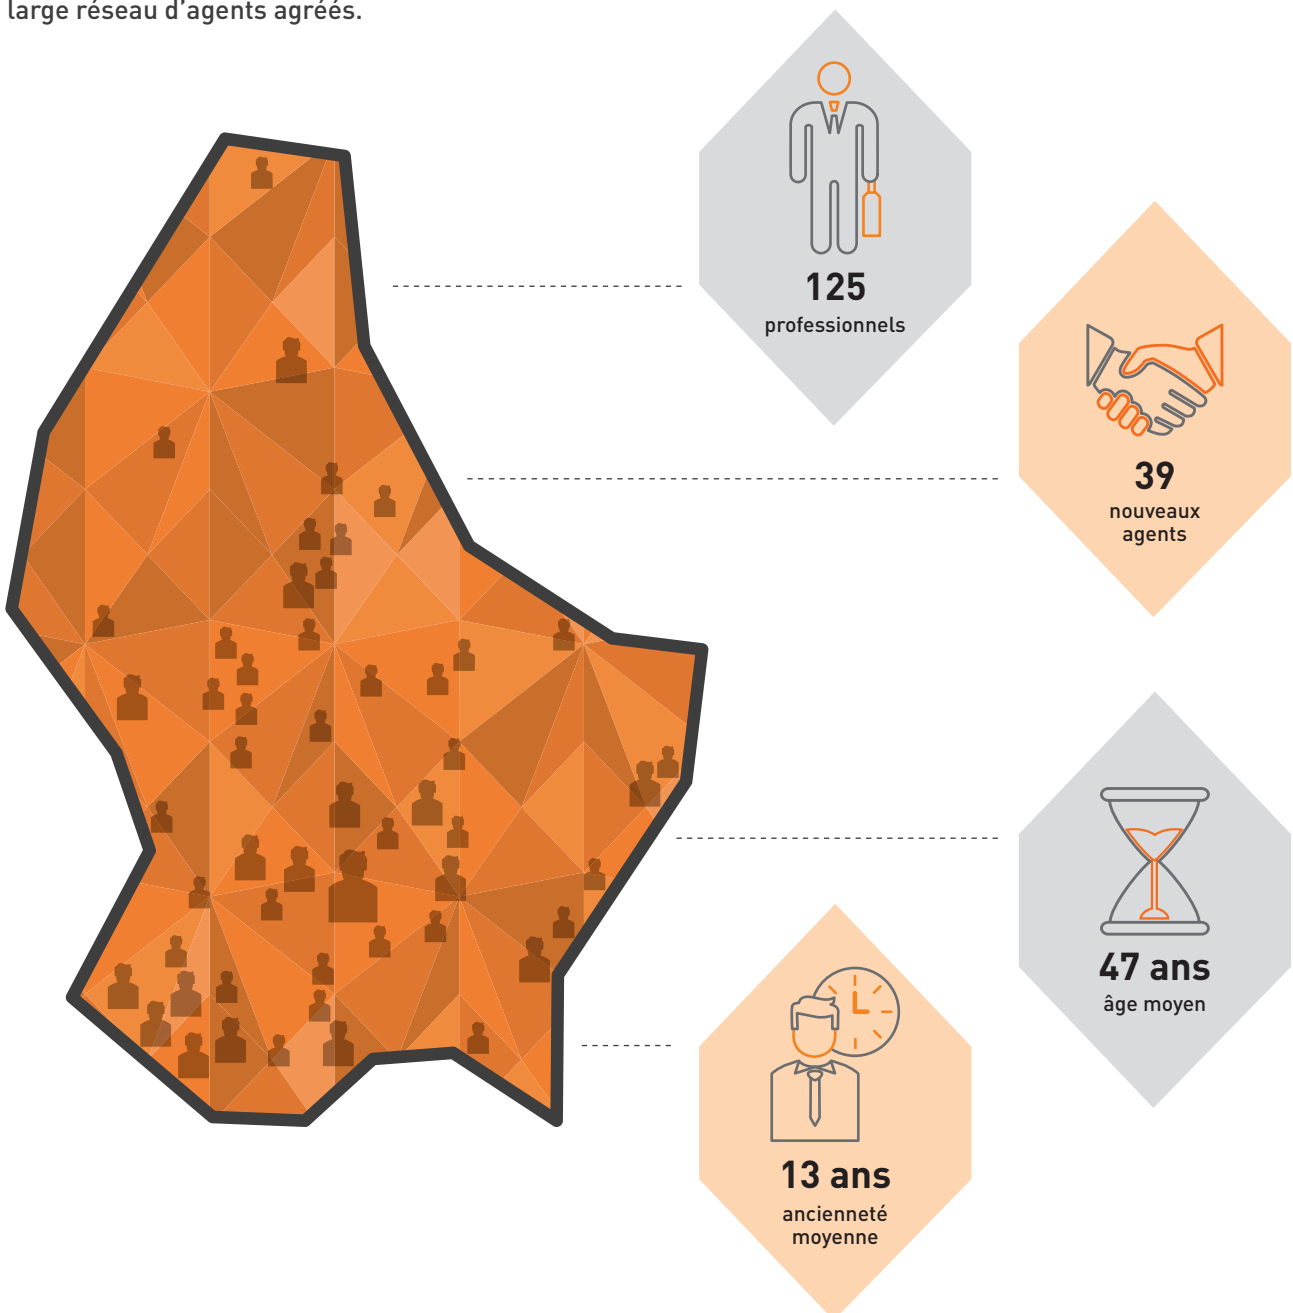 large réseau d’agents agréés.
125
professionnels
39
nouveaux
agents
47 ans
âge moyen
13 ans
ancienneté
moyenne